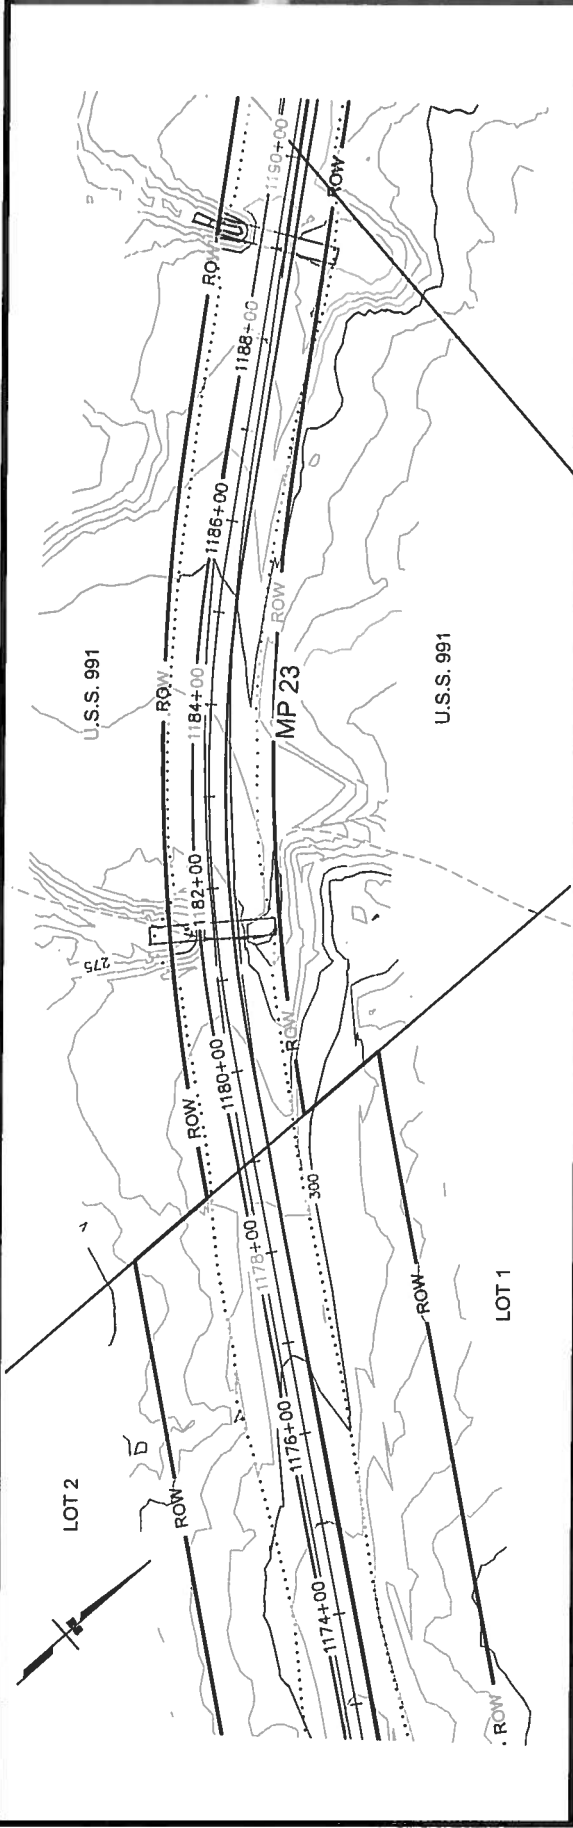 ROW
1190+00
ROW
ROW
1188+00
1186+00
ROW
U.S.S. 991
ROW
1184+00
MP 23
U.S.S. 991
1182+00
275
ROW
1180+00
ROW
300
1178+00
ROW
LOT 1
1176+00
LOT 2
ROW
1174+00
ROW